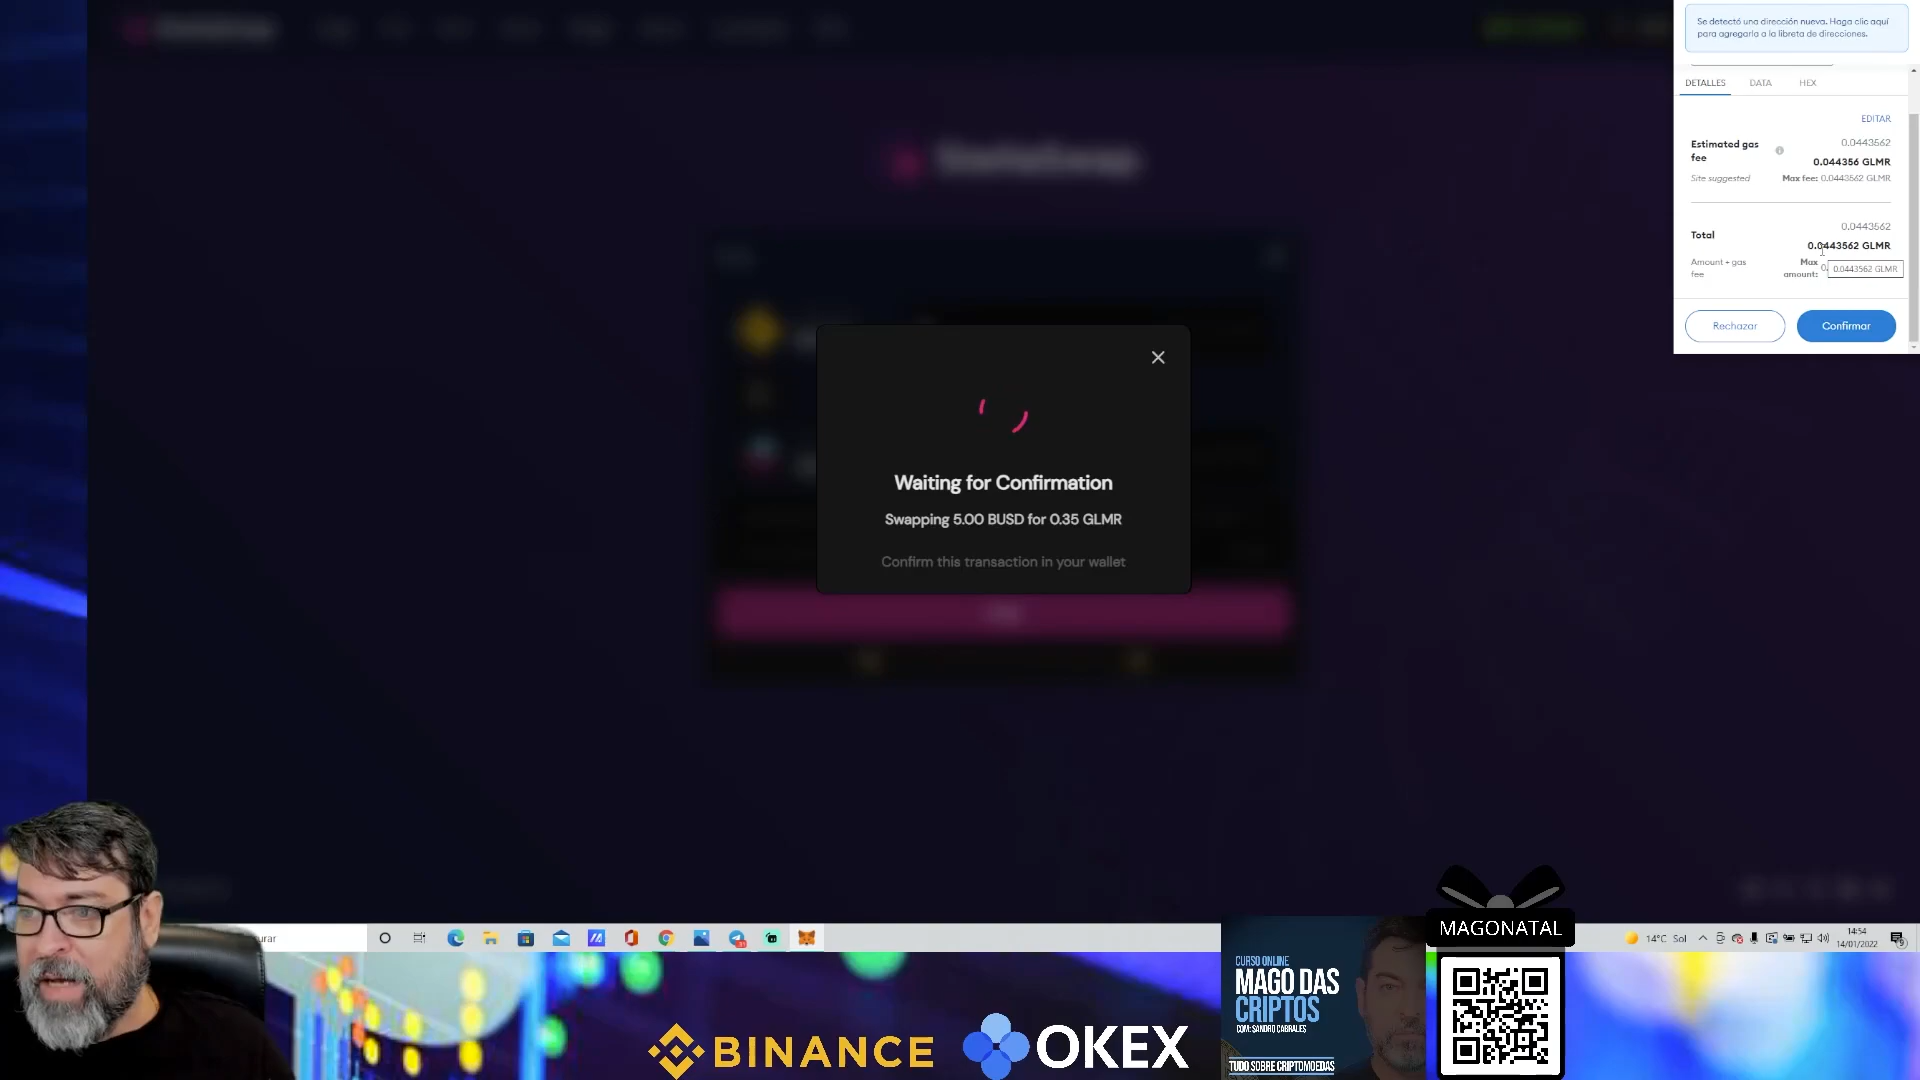 Se detectó una dirección nueva. Haga clic aquí
para agregarla a la libreta de direcciones.
DETALLES DATA HEX
EDITAR
Estimated gas
fee
0.0443562
0.044356 GLMR
Site suggested
Max fee: 0.0443562 GLMR
Total
0.0443562
0.0443562 GLMR
Amount + gas
fee
Max
amount:
0.0443562 GLMR
Rechazar
Confirmar
Waiting for Confirmation
Swapping 5.00 BUSD for 0.35 GLMR
Confirm this transaction in your wallet
14°C Sol
14:54
14/01/2022
MAGONATAL
CURSO ONLINE
MAGO DAS
CRIPTOS
COM: SANDRO CABRALES
TUDO SOBRE CRIPTOMOEDAS
BINANCE
OKEX